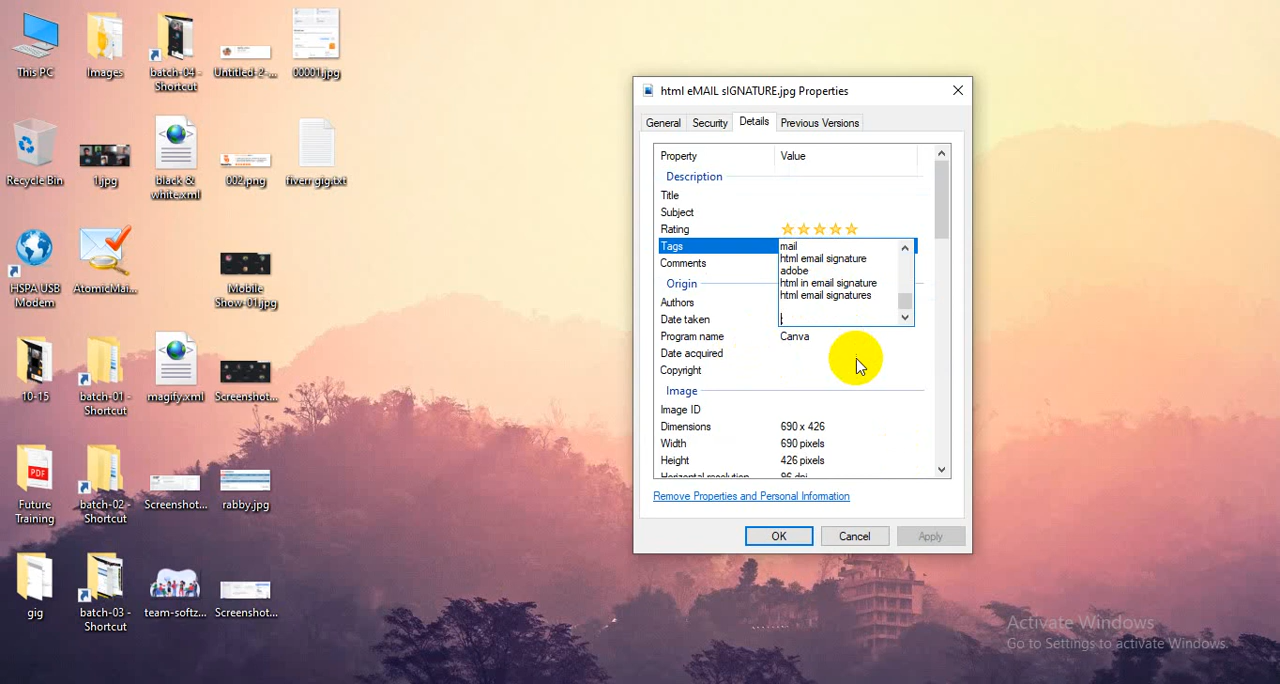 This PC
Images
batch-04 -
Shortcut
Untitled-2-...
00001.jpg
Recycle Bin
1.jpg
black &
white.xml
002.png
fiverr gig.txt
HSPA USB
Modem
AtomicMai...
Mobile
Show-01.jpg
10-15
batch-01 -
Shortcut
magify.xml
Screenshot...
PDF
Future
Training
batch-02 -
Shortcut
Screenshot...
rabby.jpg
gig
batch-03 -
Shortcut
team-softz...
Screenshot...
html eMAIL sIGNATURE.jpg Properties
General Security Details Previous Versions
Property Value
Description
Title
Subject
Rating
Tags mail
html email signature
adobe
html in email signature
html email signatures
;
Comments
Origin
Authors
Date taken
Program name Canva
Date acquired
Copyright
Image
Image ID
Dimensions 690 x 426
Width 690 pixels
Height 426 pixels
Horizontal resolution 96 dpi
Remove Properties and Personal Information
OK Cancel Apply
Activate Windows
Go to Settings to activate Windows.